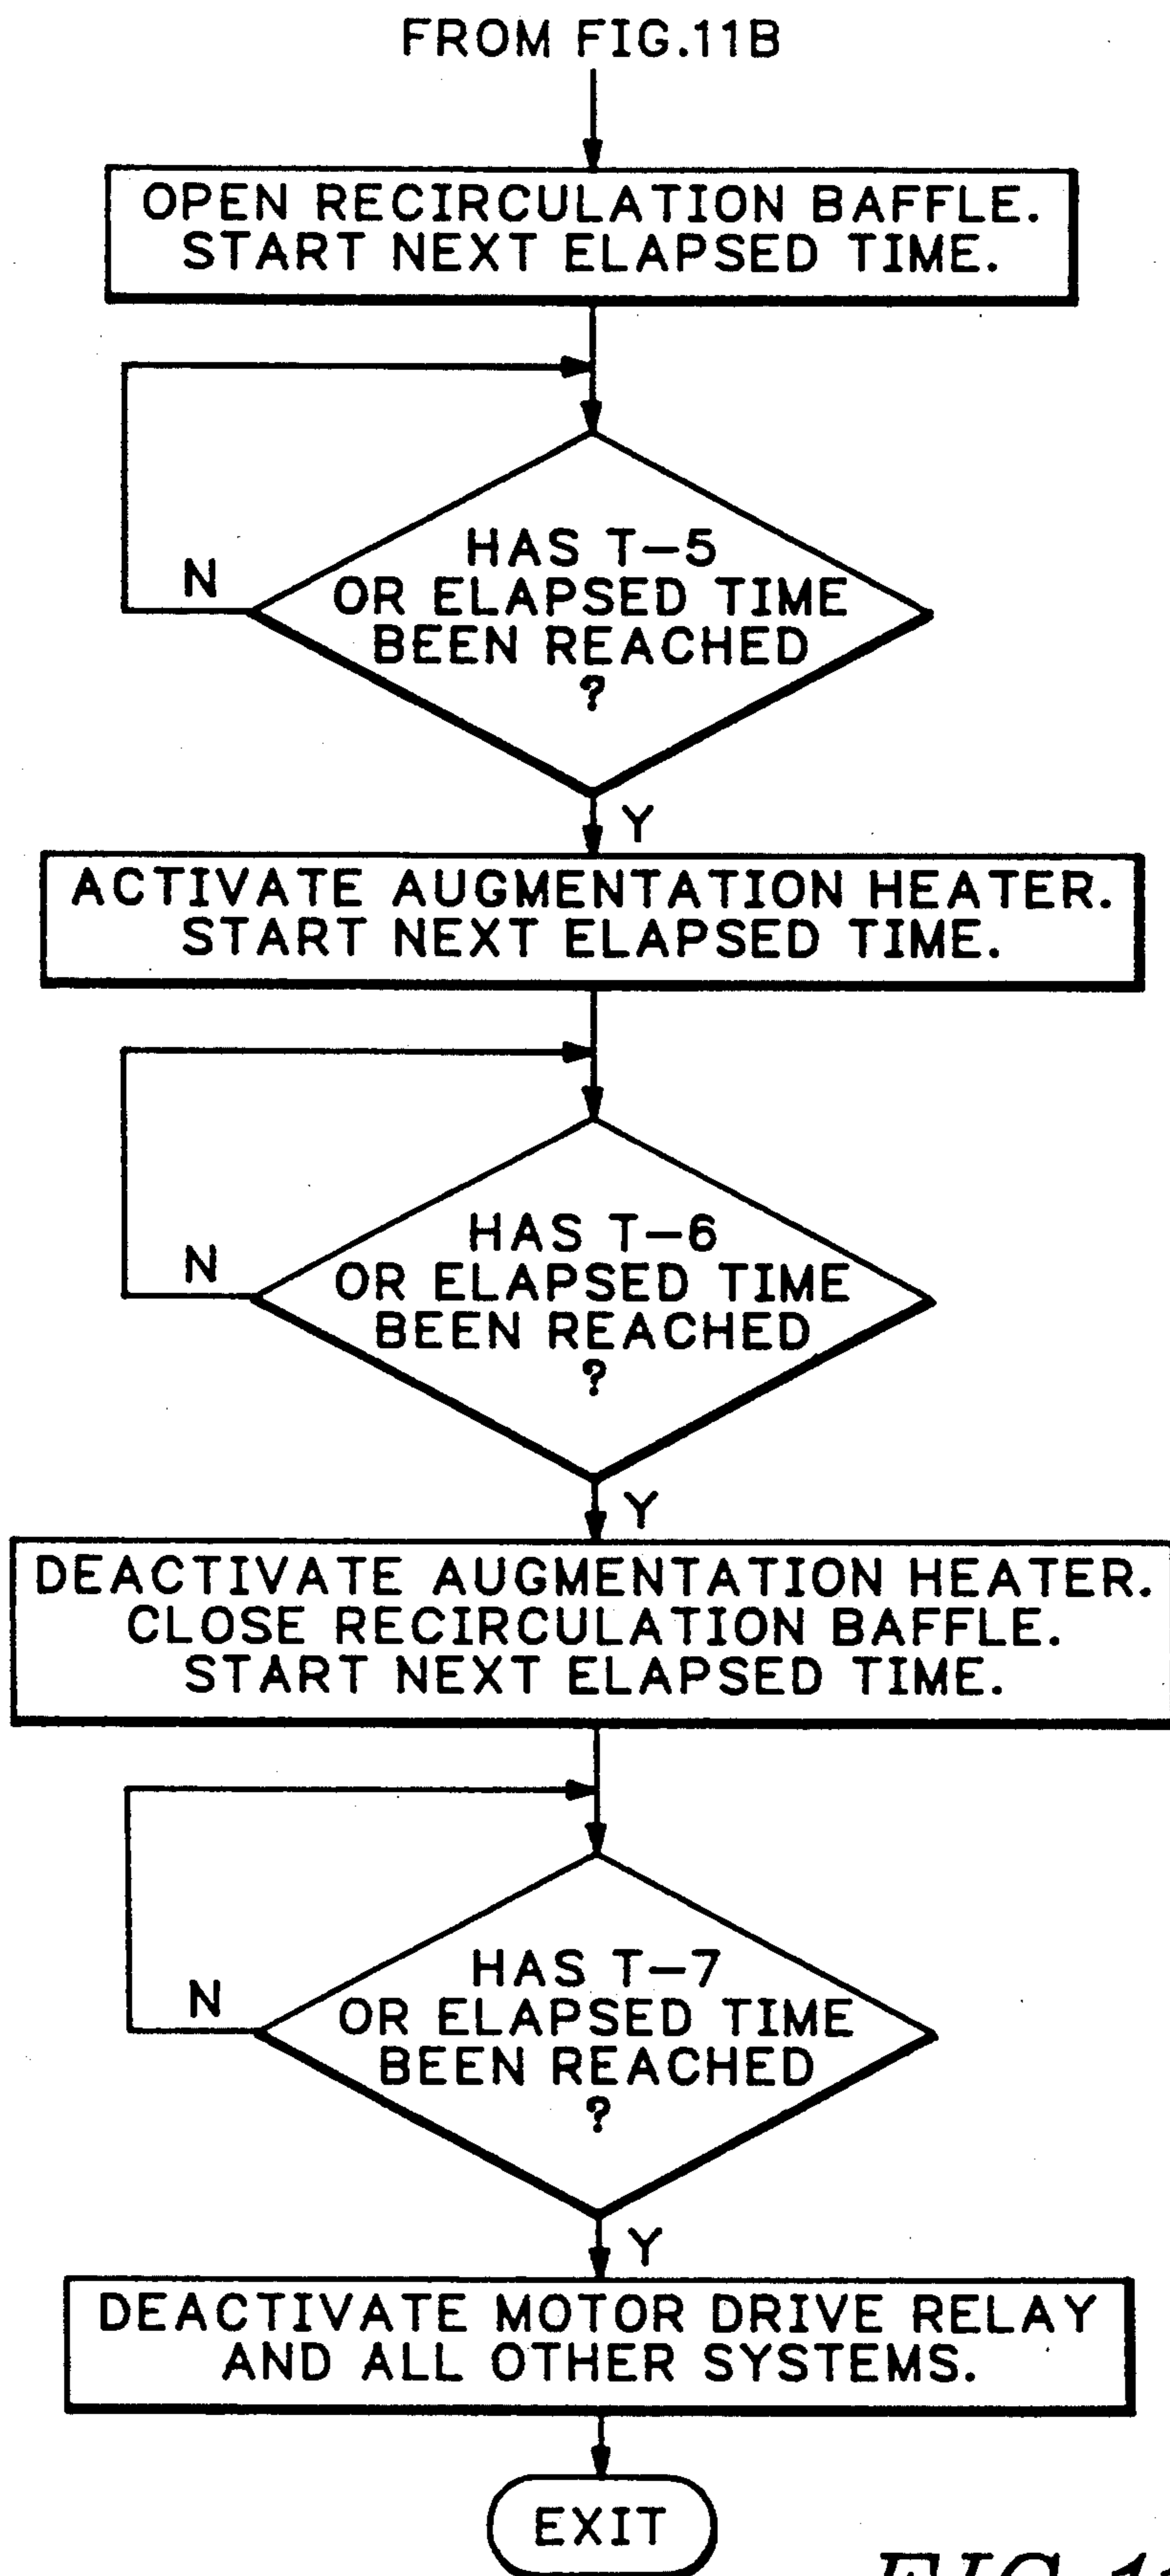 FROM FIG.11B
OPEN RECIRCULATION BAFFLE.
START NEXT ELAPSED TIME.
HAS T-5
OR ELAPSED TIME
BEEN REACHED
?
N
Y
ACTIVATE AUGMENTATION HEATER.
START NEXT ELAPSED TIME.
HAS T-6
OR ELAPSED TIME
BEEN REACHED
?
N
Y
DEACTIVATE AUGMENTATION HEATER.
CLOSE RECIRCULATION BAFFLE.
START NEXT ELAPSED TIME.
HAS T-7
OR ELAPSED TIME
BEEN REACHED
?
N
Y
DEACTIVATE MOTOR DRIVE RELAY
AND ALL OTHER SYSTEMS.
EXIT